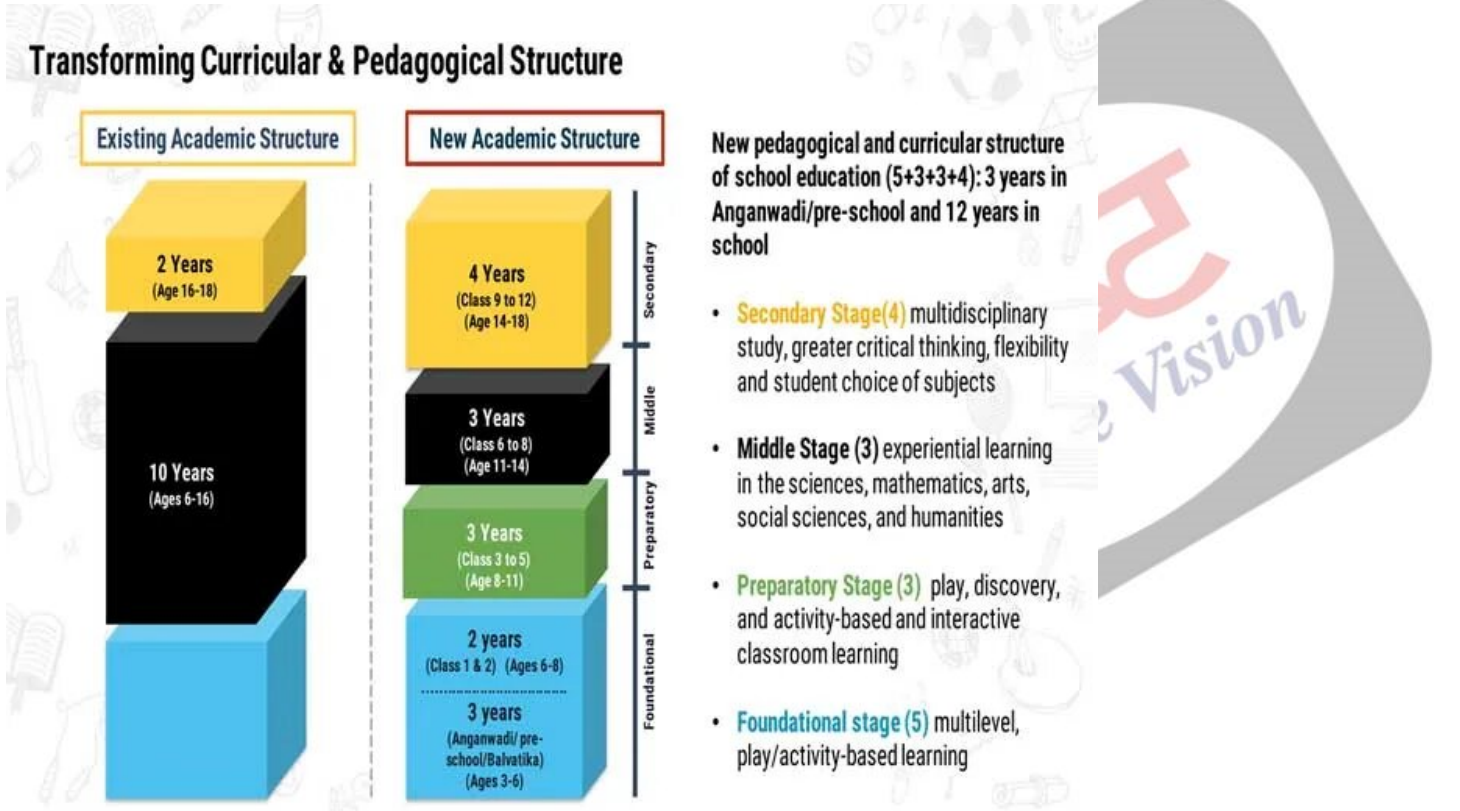 Transforming Curricular & Pedagogical Structure
Existing Academic Structure
2 Years
(Age 16-18)
10 Years
(Ages 6-16)
New Academic Structure
4 Years
(Class 9 to 12)
(Age 14-18)
3 Years
(Class 6 to 8)
(Age 11-14)
3 Years
(Class 3 to 5)
(Age 8-11)
2 years
(Class 1 & 2) (Ages 6-8)
3 years
(Anganwadi/ pre-
school/Balvatika)
(Ages 3-6)
Secondary
Middle
Preparatory
Foundational
New pedagogical and curricular structure
of school education (5+3+3+4): 3 years in
Anganwadi/pre-school and 12 years in
school
• Secondary Stage(4) multidisciplinary
study, greater critical thinking, flexibility
and student choice of subjects
• Middle Stage (3) experiential learning
in the sciences, mathematics, arts,
social sciences, and humanities
• Preparatory Stage (3) play, discovery,
and activity-based and interactive
classroom learning
• Foundational stage (5) multilevel,
play/activity-based learning
Vision